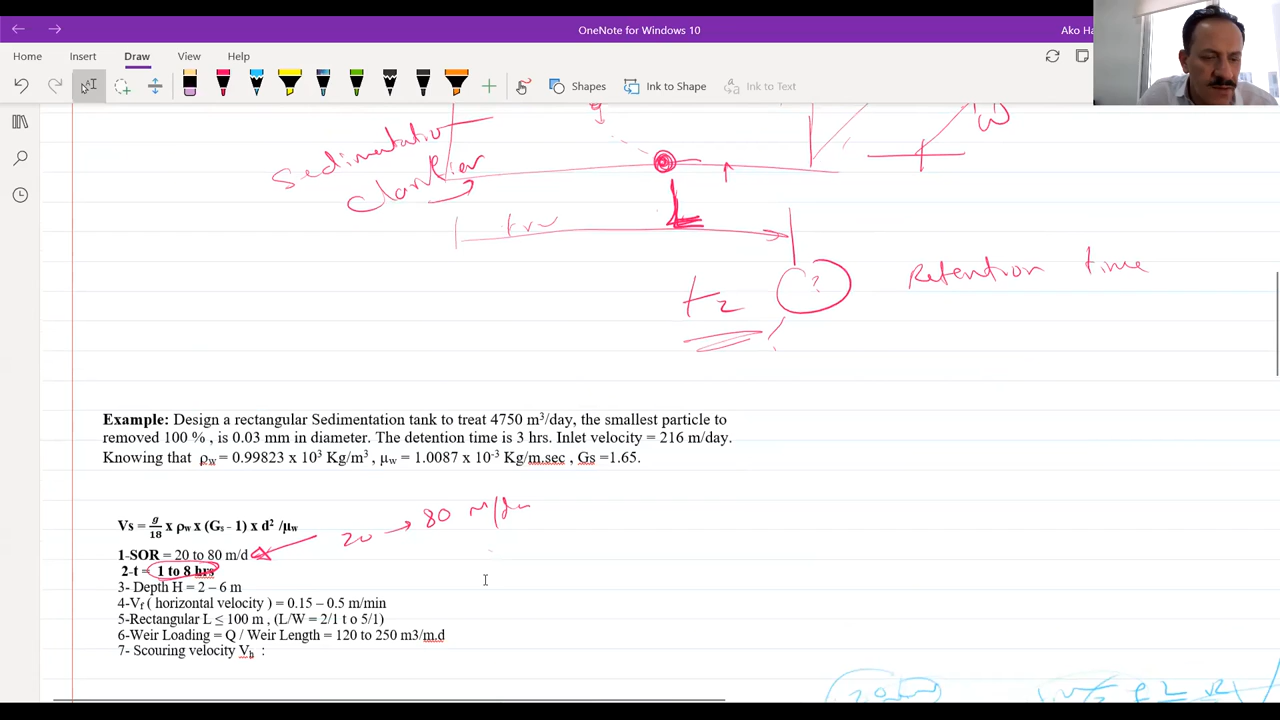 OneNote for Windows 10
Ako Ha
Home Insert Draw View Help
Shapes Ink to Shape Ink to Text
Sedimentation
Clarifier
L
W
t2 ? Retention time
Example: Design a rectangular Sedimentation tank to treat 4750 m³/day, the smallest particle to
removed 100 % , is 0.03 mm in diameter. The detention time is 3 hrs. Inlet velocity = 216 m/day.
Knowing that ρw = 0.99823 x 10³ Kg/m³ , μw = 1.0087 x 10⁻³ Kg/m.sec , Gs =1.65.
Vs = g/18 x ρw x (Gs - 1) x d² /μw
20 → 80 m/da
1-SOR = 20 to 80 m/d
2-t = 1 to 8 hrs
3- Depth H = 2 – 6 m
4-Vf ( horizontal velocity ) = 0.15 – 0.5 m/min
5-Rectangular L ≤ 100 m , (L/W = 2/1 t o 5/1)
6-Weir Loading = Q / Weir Length = 120 to 250 m3/m.d
7- Scouring velocity Vh :